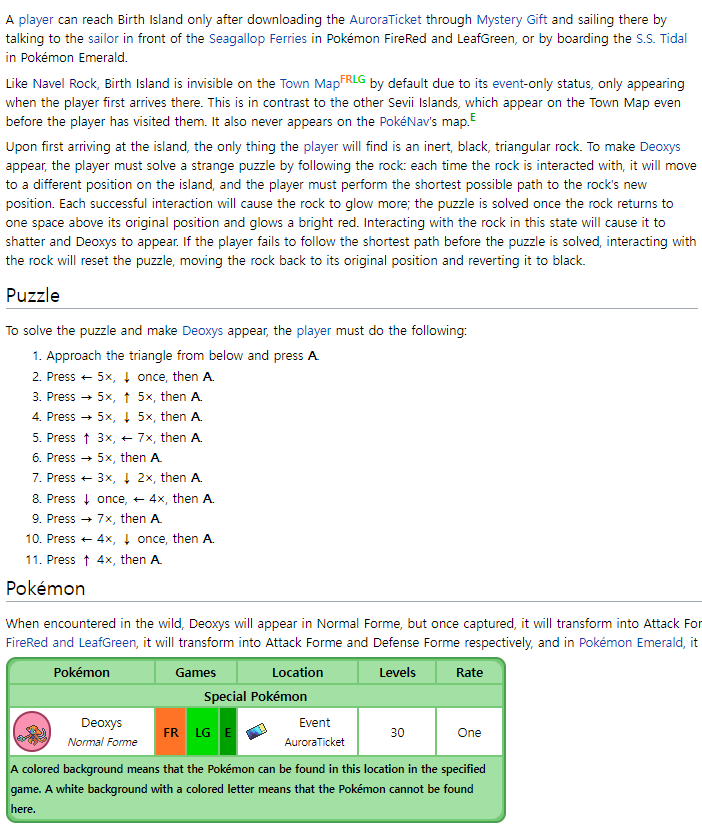 A player can reach Birth Island only after downloading the AuroraTicket through Mystery Gift and sailing there by
talking to the sailor in front of the Seagallop Ferries in Pokémon FireRed and LeafGreen, or by boarding the S.S. Tidal
in Pokémon Emerald.
Like Navel Rock, Birth Island is invisible on the Town MapFRLG by default due to its event-only status, only appearing
when the player first arrives there. This is in contrast to the other Sevii Islands, which appear on the Town Map even
before the player has visited them. It also never appears on the PokéNav's map.E
Upon first arriving at the island, the only thing the player will find is an inert, black, triangular rock. To make Deoxys
appear, the player must solve a strange puzzle by following the rock: each time the rock is interacted with, it will move
to a different position on the island, and the player must perform the shortest possible path to the rock's new
position. Each successful interaction will cause the rock to glow more; the puzzle is solved once the rock returns to
one space above its original position and glows a bright red. Interacting with the rock in this state will cause it to
shatter and Deoxys to appear. If the player fails to follow the shortest path before the puzzle is solved, interacting with
the rock will reset the puzzle, moving the rock back to its original position and reverting it to black.
Puzzle
To solve the puzzle and make Deoxys appear, the player must do the following:
1. Approach the triangle from below and press A.
2. Press ← 5×, ↓ once, then A.
3. Press → 5×, ↑ 5×, then A.
4. Press → 5×, ↓ 5×, then A.
5. Press ↑ 3×, ← 7×, then A.
6. Press → 5×, then A.
7. Press ← 3×, ↓ 2×, then A.
8. Press ↓ once, ← 4×, then A.
9. Press → 7×, then A.
10. Press ← 4×, ↓ once, then A.
11. Press ↑ 4×, then A.
Pokémon
When encountered in the wild, Deoxys will appear in Normal Forme, but once captured, it will transform into Attack For
FireRed and LeafGreen, it will transform into Attack Forme and Defense Forme respectively, and in Pokémon Emerald, it
Pokémon Games Location Levels Rate
Special Pokémon
Deoxys
Normal Forme
FR LG E
Event
AuroraTicket
30 One
A colored background means that the Pokémon can be found in this location in the specified
game. A white background with a colored letter means that the Pokémon cannot be found
here.